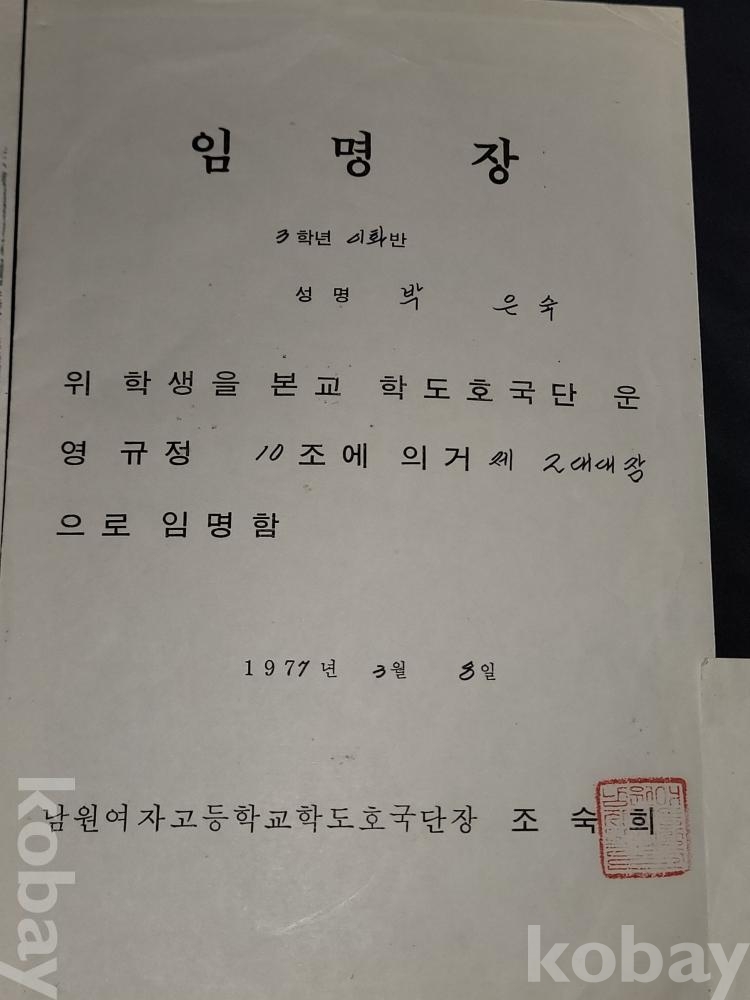 임 명 장
3학년 이화반
성 명 박 은 숙
위 학생을 본교 학도호국단 운
영 규정 10조에 의거 제 2대대장
으로 임명함
1977년 3월 8일
남원여자고등학교학도호국단장 조 숙 희
kobay
kobay